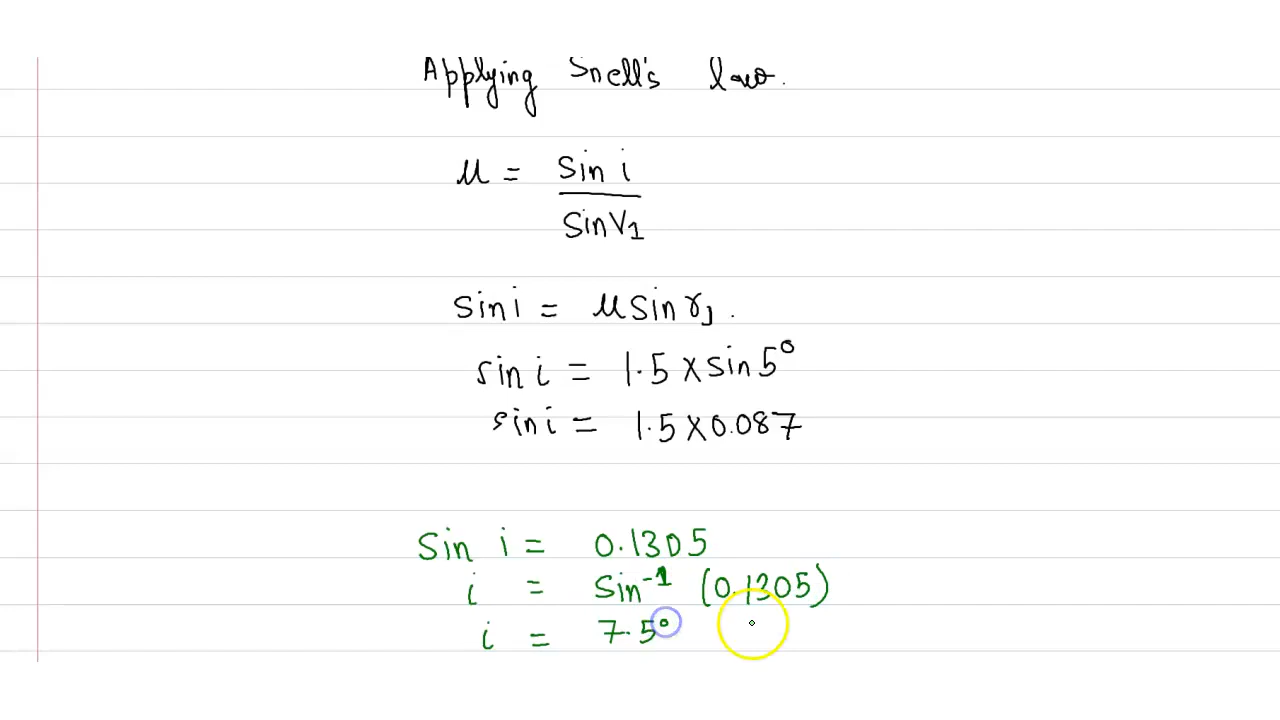 Applying Snell's law.
μ = Sin i / Sin r1
Sin i = μ Sin r1.
sin i = 1.5 × sin 5°
sin i = 1.5 × 0.087
Sin i = 0.1305
i = Sin⁻¹ (0.1305)
i = 7.5°